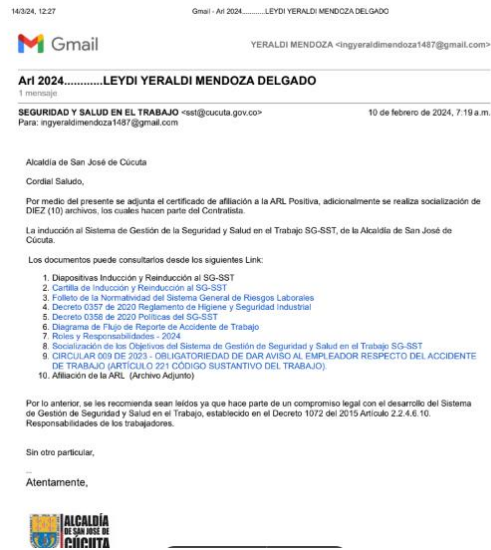 14/3/24, 12:27
Gmail - Arl 2024............LEYDI YERALDI MENDOZA DELGADO
Gmail
YERALDI MENDOZA <ingyeraldimendoza1487@gmail.com>
Arl 2024............LEYDI YERALDI MENDOZA DELGADO
1 mensaje
SEGURIDAD Y SALUD EN EL TRABAJO <sst@cucuta.gov.co>
10 de febrero de 2024, 7:19 a.m.
Para: ingyeraldimendoza1487@gmail.com
Alcaldía de San José de Cúcuta
Cordial Saludo,
Por medio del presente se adjunta el certificado de afiliación a la ARL Positiva, adicionalmente se realiza socialización de
DIEZ (10) archivos, los cuales hacen parte del Contratista.
La inducción al Sistema de Gestión de la Seguridad y Salud en el Trabajo SG-SST, de la Alcaldía de San José de
Cúcuta.
Los documentos puede consultarlos desde los siguientes Link:
1. Diapositivas Inducción y Reinducción al SG-SST
2. Cartilla de Inducción y Reinducción al SG-SST
3. Folleto de la Normatividad del Sistema General de Riesgos Laborales
4. Decreto 0357 de 2020 Reglamento de Higiene y Seguridad Industrial
5. Decreto 0358 de 2020 Políticas del SG-SST
6. Diagrama de Flujo de Reporte de Accidente de Trabajo
7. Roles y Responsabilidades - 2024
8. Socialización de los Objetivos del Sistema de Gestión de Seguridad y Salud en el Trabajo SG-SST
9. CIRCULAR 009 DE 2023 - OBLIGATORIEDAD DE DAR AVISO AL EMPLEADOR RESPECTO DEL ACCIDENTE
DE TRABAJO (ARTÍCULO 221 CÓDIGO SUSTANTIVO DEL TRABAJO).
10. Afiliación de la ARL (Archivo Adjunto)
Por lo anterior, se les recomienda sean leídos ya que hace parte de un compromiso legal con el desarrollo del Sistema
de Gestión de Seguridad y Salud en el Trabajo, establecido en el Decreto 1072 del 2015 Artículo 2.2.4.6.10.
Responsabilidades de los trabajadores.
Sin otro particular,
--
Atentamente,
ALCALDÍA
DE SAN JOSÉ DE
CÚCUTA